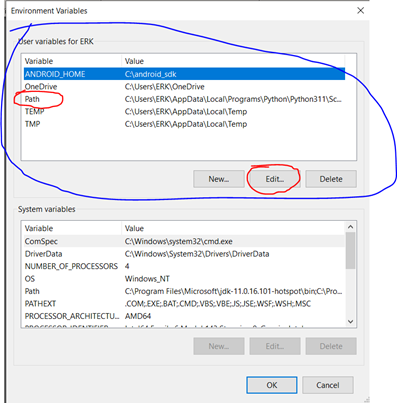 Environment Variables
User variables for ERK
Variable Value
ANDROID_HOME C:\android_sdk
OneDrive C:\Users\ERK\OneDrive
Path C:\Users\ERK\AppData\Local\Programs\Python\Python311\Sc...
TEMP C:\Users\ERK\AppData\Local\Temp
TMP C:\Users\ERK\AppData\Local\Temp
New... Edit... Delete
System variables
Variable Value
ComSpec C:\Windows\system32\cmd.exe
DriverData C:\Windows\System32\Drivers\DriverData
NUMBER_OF_PROCESSORS 4
OS Windows_NT
Path C:\Program Files\Microsoft\jdk-11.0.16.101-hotspot\bin;C:\Pro...
PATHEXT .COM;.EXE;.BAT;.CMD;.VBS;.VBE;.JS;.JSE;.WSF;.WSH;.MSC
PROCESSOR_ARCHITECTU... AMD64
New... Edit... Delete
OK Cancel